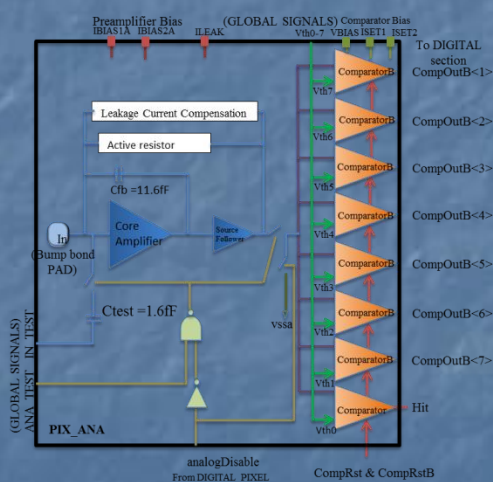 Preamplifier Bias
(GLOBAL SIGNALS)
Comparator Bias
IBIAS1A IBIAS2A
ILEAK
Vth0-7
VBIAS ISET1 ISET2
To DIGITAL
section
ComparatorB
CompOutB<1>
Vth7
ComparatorB
CompOutB<2>
Vth6
Leakage Current Compensation
Active resistor
ComparatorB
CompOutB<3>
Vth5
Cfb =11.6fF
ComparatorB
CompOutB<4>
Vth4
In
(Bump bond
PAD)
Core
Amplifier
Source
Follower
ComparatorB
CompOutB<5>
Vth3
Ctest =1.6fF
vssa
ComparatorB
CompOutB<6>
Vth2
ComparatorB
CompOutB<7>
Vth1
Comparator
Hit
Vth0
(GLOBAL SIGNALS)
ANA_TEST IN_TEST
PIX_ANA
analogDisable
From DIGITAL PIXEL
CompRst & CompRstB